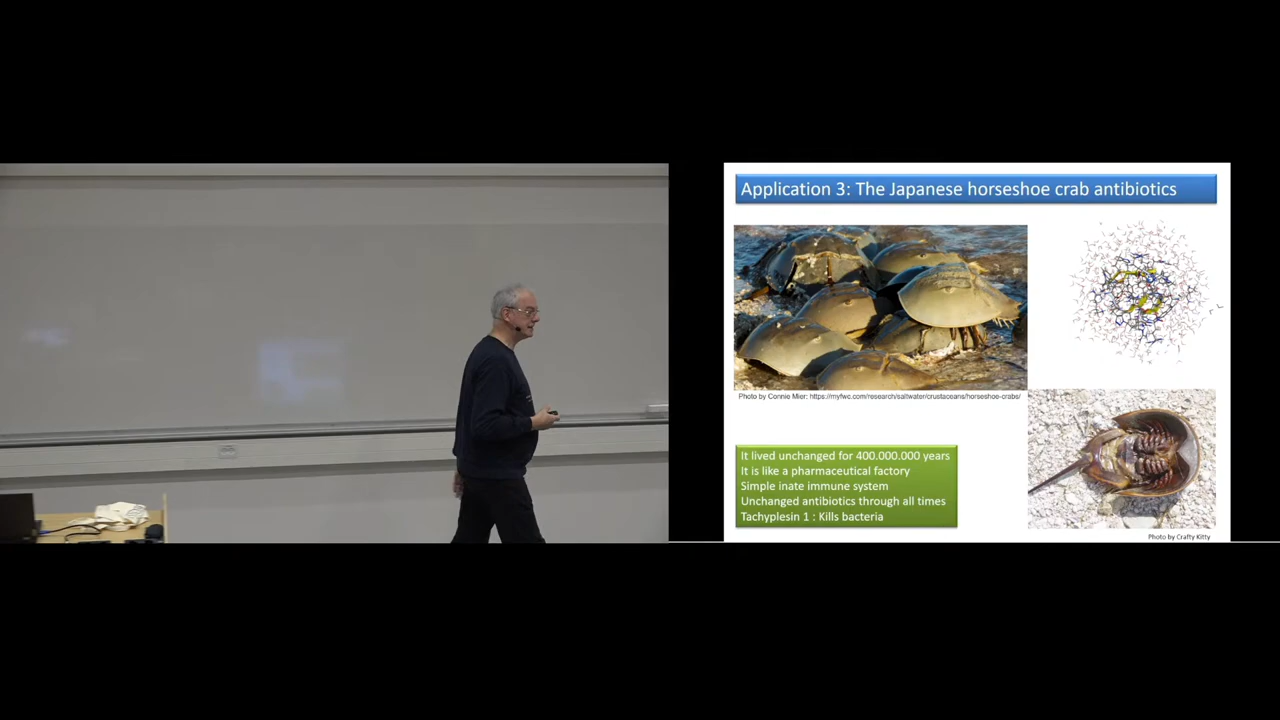 Application 3: The Japanese horseshoe crab antibiotics
Photo by Connie Mier: https://myfwc.com/research/saltwater/crustaceans/horseshoe-crabs/
It lived unchanged for 400.000.000 years
It is like a pharmaceutical factory
Simple inate immune system
Unchanged antibiotics through all times
Tachyplesin 1 : Kills bacteria
Photo by Crafty Kitty